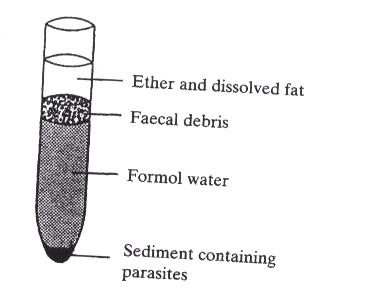 Ether and dissolved fat
Faecal debris
Formol water
Sediment containing
parasites